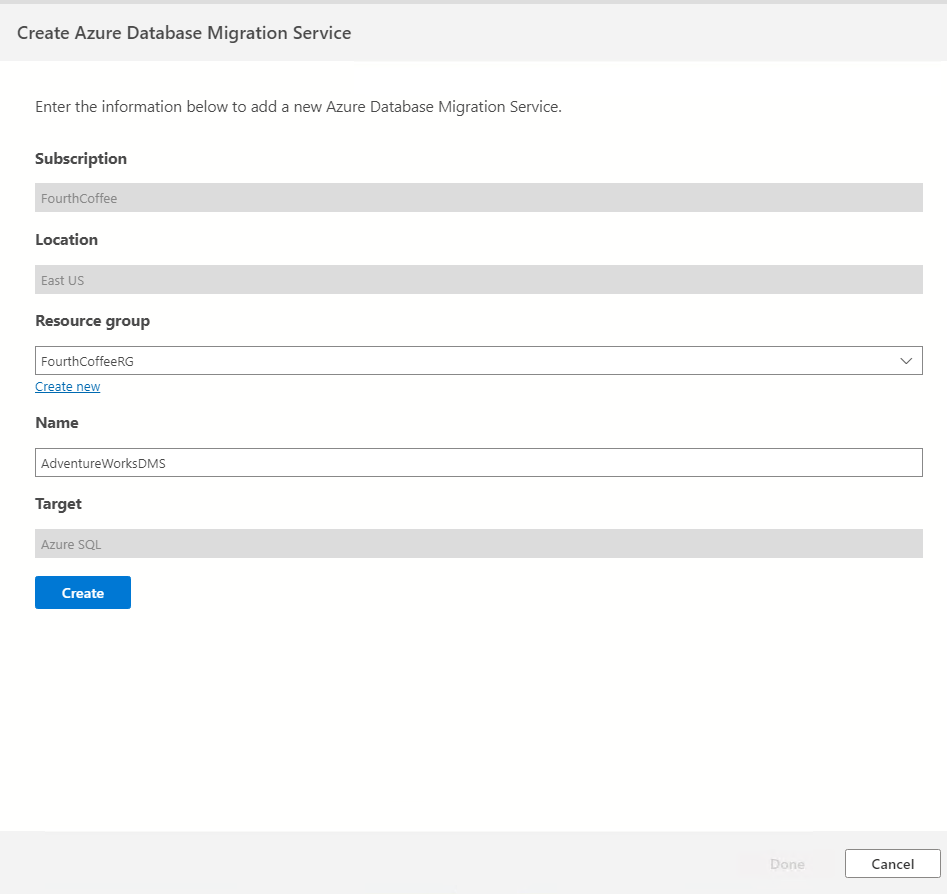 Create Azure Database Migration Service
Enter the information below to add a new Azure Database Migration Service.
Subscription
FourthCoffee
Location
East US
Resource group
FourthCoffeeRG
Create new
Name
AdventureWorksDMS
Target
Azure SQL
Create
Done
Cancel